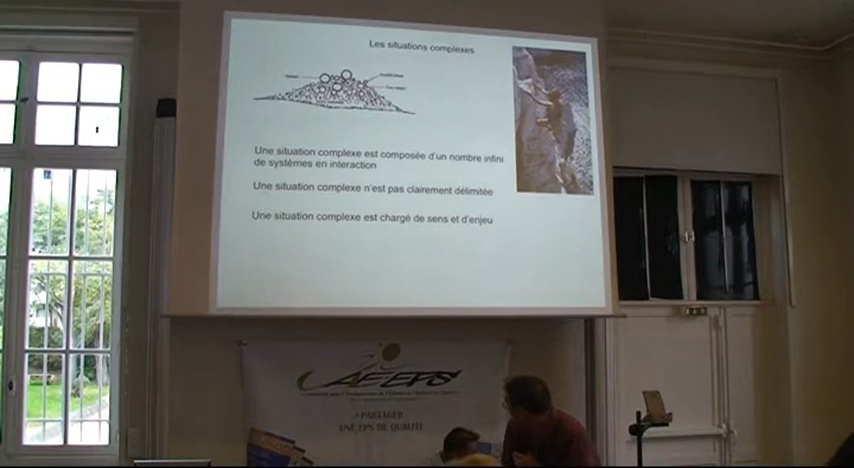 Les situations complexes
Une situation complexe est composée d'un nombre infini
de systèmes en interaction
Une situation complexe n'est pas clairement délimitée
Une situation complexe est chargé de sens et d'enjeu
AEEPS
PARTAGER
UNE EPS DE QUALITÉ